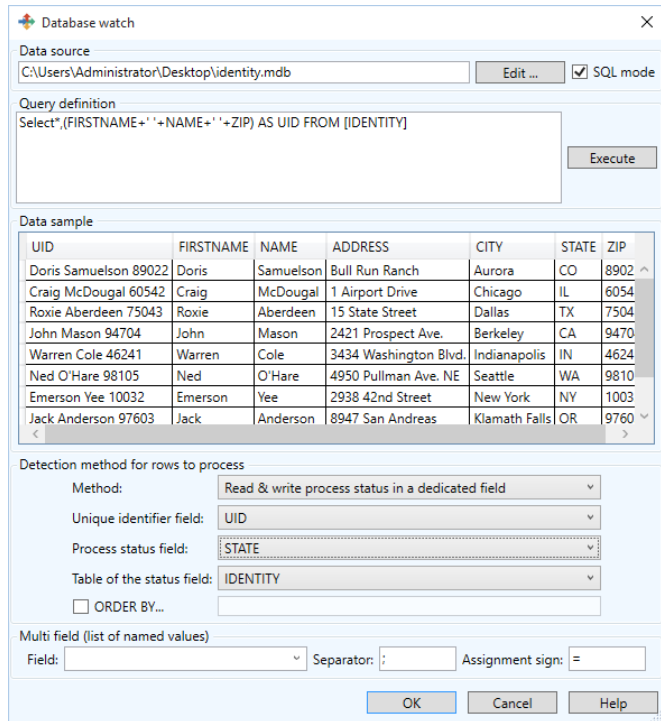 Database watch
Data source
C:\Users\Administrator\Desktop\identity.mdb Edit ... SQL mode
Query definition
Select*,(FIRSTNAME+' '+NAME+' '+ZIP) AS UID FROM [IDENTITY]
Execute
Data sample
UID FIRSTNAME NAME ADDRESS CITY STATE ZIP
Doris Samuelson 89022 Doris Samuelson Bull Run Ranch Aurora CO 8902
Craig McDougal 60542 Craig McDougal 1 Airport Drive Chicago IL 6054
Roxie Aberdeen 75043 Roxie Aberdeen 15 State Street Dallas TX 7504
John Mason 94704 John Mason 2421 Prospect Ave. Berkeley CA 9470
Warren Cole 46241 Warren Cole 3434 Washington Blvd. Indianapolis IN 4624
Ned O'Hare 98105 Ned O'Hare 4950 Pullman Ave. NE Seattle WA 9810
Emerson Yee 10032 Emerson Yee 2938 42nd Street New York NY 1003
Jack Anderson 97603 Jack Anderson 8947 San Andreas Klamath Falls OR 9760
Detection method for rows to process
Method: Read & write process status in a dedicated field
Unique identifier field: UID
Process status field: STATE
Table of the status field: IDENTITY
ORDER BY...
Multi field (list of named values)
Field: Separator: ; Assignment sign: =
OK Cancel Help